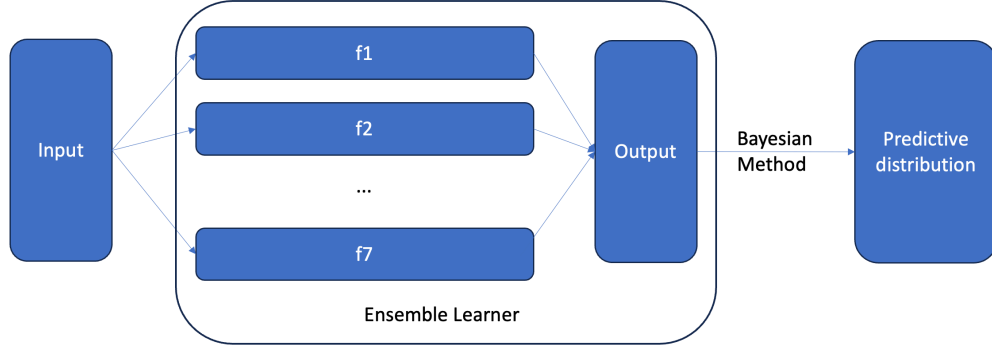 Input
f1
f2
...
f7
Ensemble Learner
Output
Bayesian
Method
Predictive
distribution